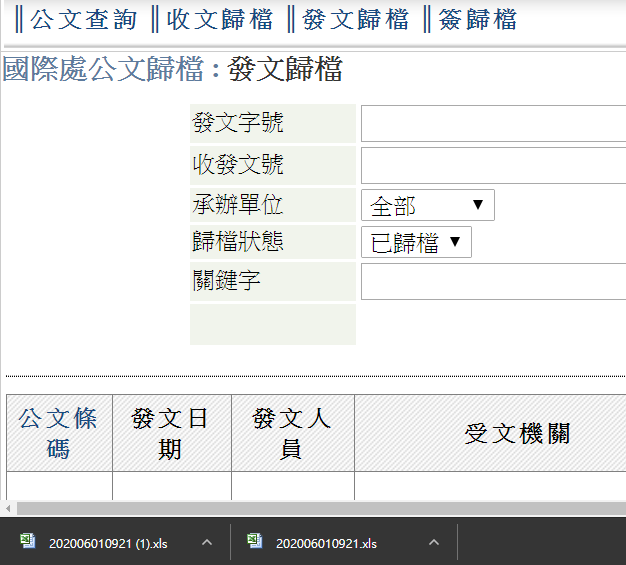 ║公文查詢 ║收文歸檔 ║發文歸檔 ║簽歸檔
國際處公文歸檔 : 發文歸檔
發文字號
收發文號
承辦單位 全部
歸檔狀態 已歸檔
關鍵字
公文條碼 發文日期 發文人員 受文機關
202006010921 (1).xls 202006010921.xls